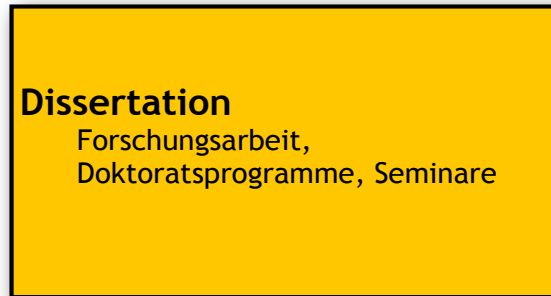 Dissertation
Forschungsarbeit,
Doktoratsprogramme, Seminare